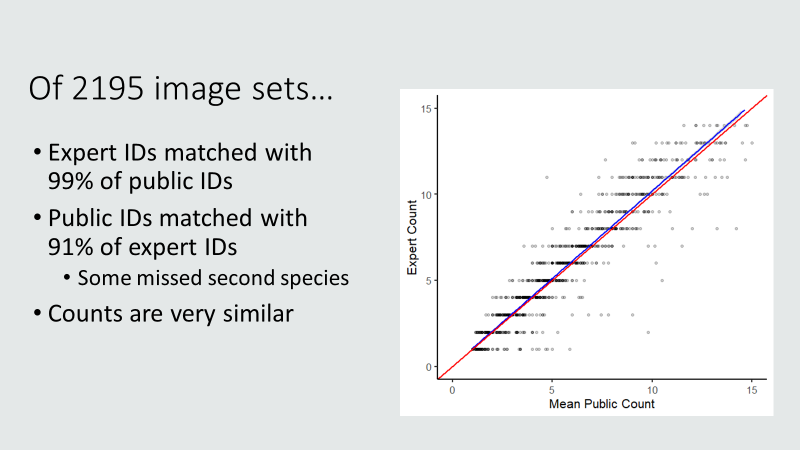 Of 2195 image sets…
• Expert IDs matched with
99% of public IDs
• Public IDs matched with
91% of expert IDs
• Some missed second species
• Counts are very similar
15
10
5
0
Expert Count
0 5 10 15
Mean Public Count